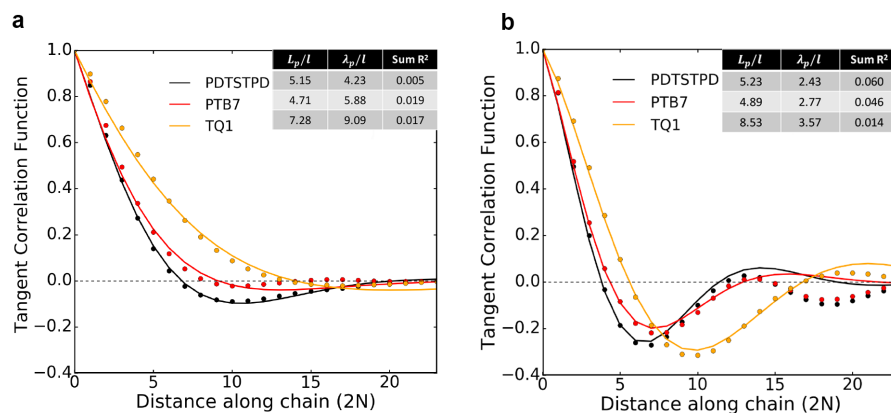 a
b
1.0
0.8
0.6
0.4
0.2
0.0
−0.2
−0.4
0
5
10
15
20
Tangent Correlation Function
Distance along chain (2N)
PDTSTPD
PTB7
TQ1
Lp/l λp/l Sum R²
5.15 4.23 0.005
4.71 5.88 0.019
7.28 9.09 0.017
1.0
0.8
0.6
0.4
0.2
0.0
−0.2
−0.4
0
5
10
15
20
Tangent Correlation Function
Distance along chain (2N)
PDTSTPD
PTB7
TQ1
Lp/l λp/l Sum R²
5.23 2.43 0.060
4.89 2.77 0.046
8.53 3.57 0.014